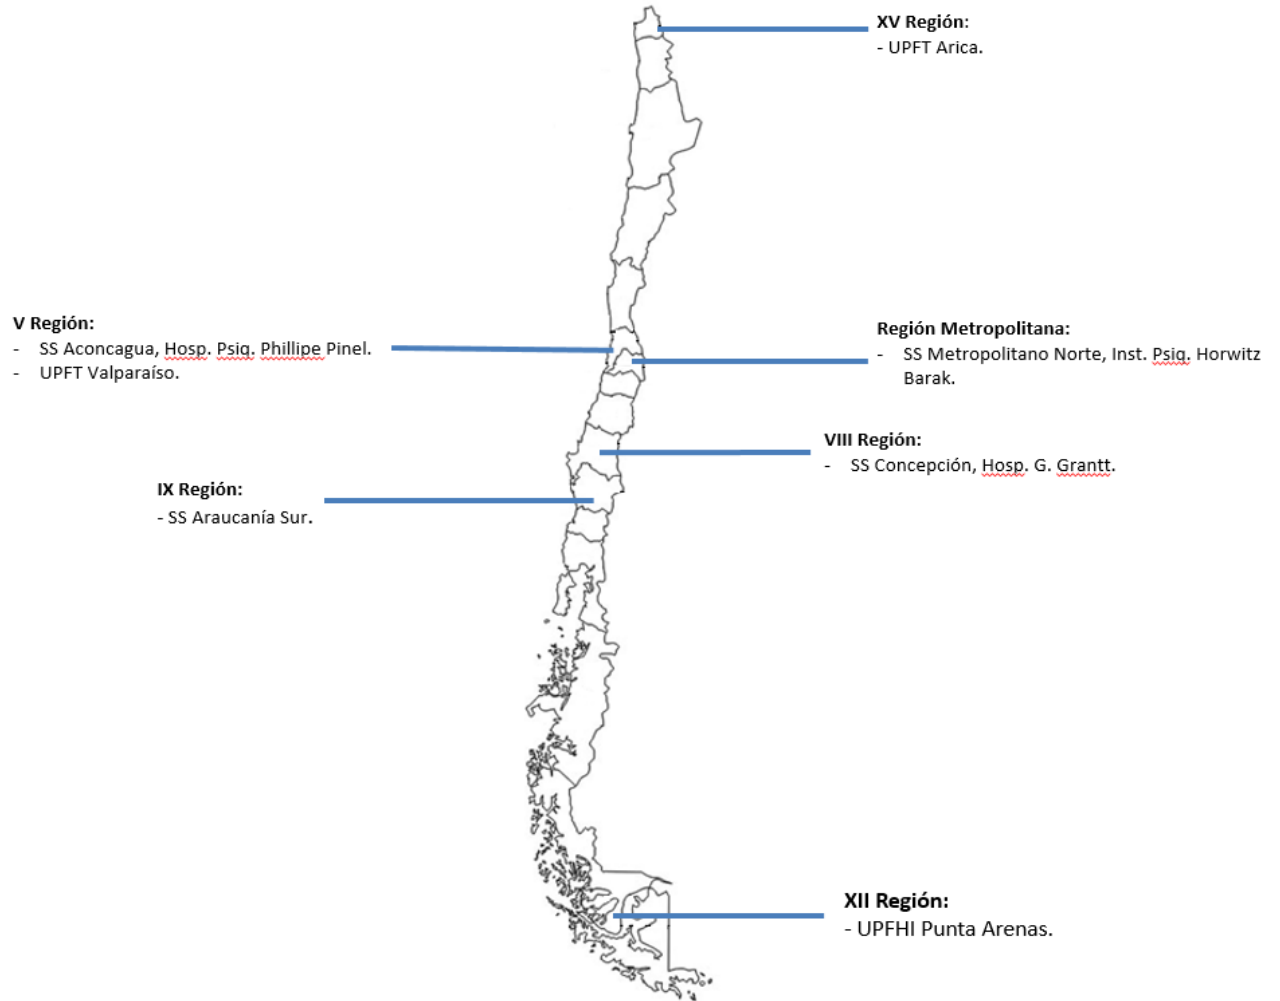 XV Región:
- UPFT Arica.
V Región:
- SS Aconcagua, Hosp. Psiq. Phillipe Pinel.
- UPFT Valparaíso.
Región Metropolitana:
- SS Metropolitano Norte, Inst. Psiq. Horwitz
Barak.
VIII Región:
- SS Concepción, Hosp. G. Grantt.
IX Región:
- SS Araucanía Sur.
XII Región:
- UPFHI Punta Arenas.